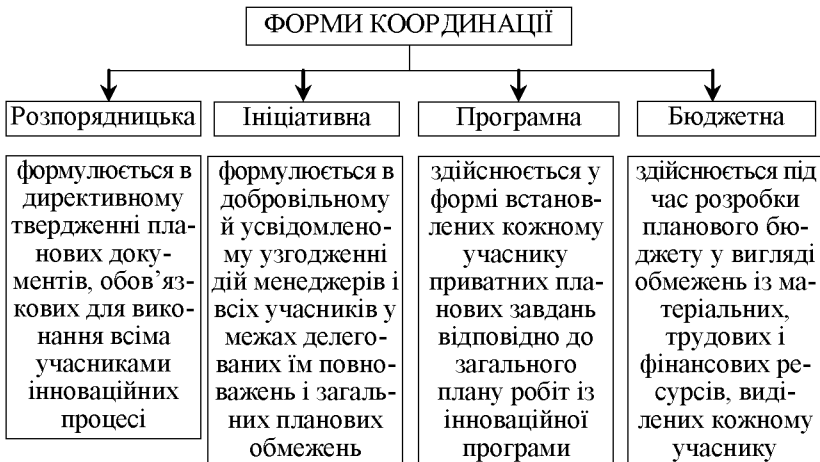 ФОРМИ КООРДИНАЦІЇ
Розпорядницька
Ініціативна
Програмна
Бюджетна
формулюється в
директивному
твердженні пла-
нових доку-
ментів, обов’яз-
кових для вико-
нання всіма
учасниками
інноваційних
процесі
формулюється в
добровільному
й усвідомлено-
му узгодженні
дій менеджерів і
всіх учасників у
межах делего-
ваних їм повно-
важень і загаль-
них планових
обмежень
здійснюється у
формі встанов-
лених кожному
учаснику
приватних пла-
нових завдань
відповідно до
загального
плану робіт із
інноваційної
програми
здійснюється під
час розробки
планового бю-
джету у вигляді
обмежень із ма-
теріальних,
трудових і
фінансових ре-
сурсів, виді-
лених кожному
учаснику